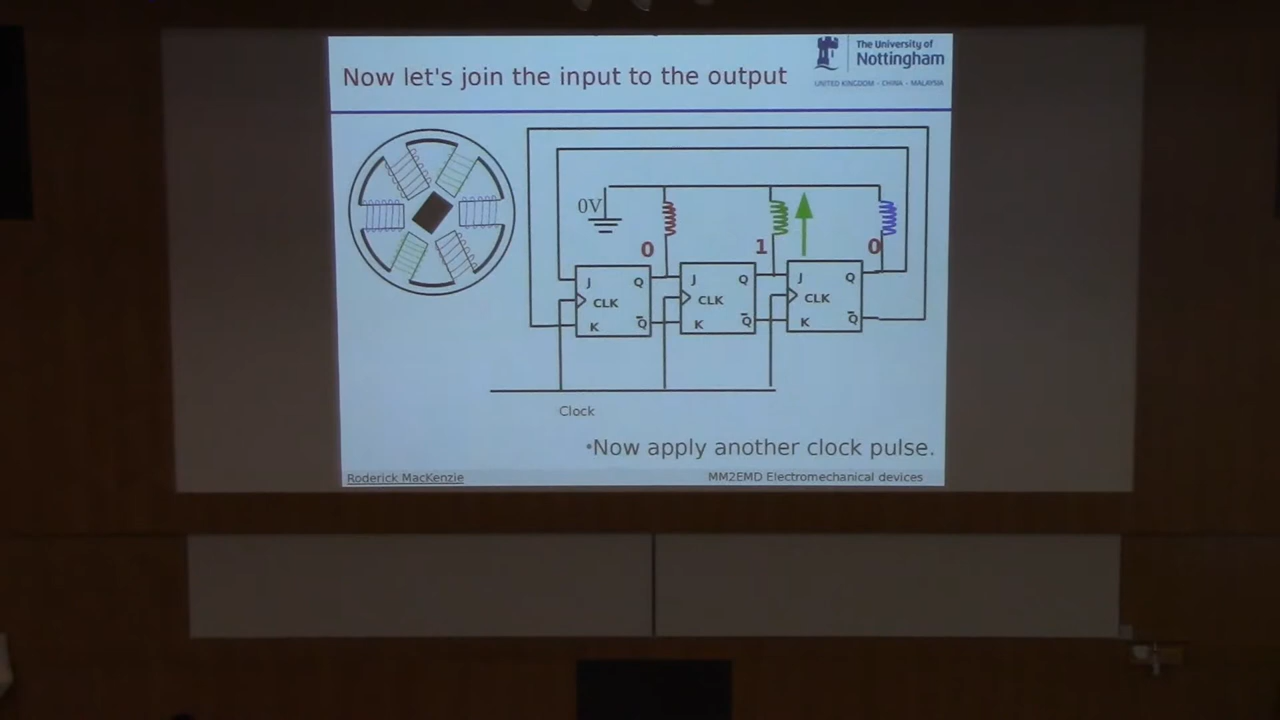 Now let's join the input to the output
The University of
Nottingham
UNITED KINGDOM - CHINA - MALAYSIA
0V
0
1
0
J
Q
CLK
K
Q̅
J
Q
CLK
K
Q̅
J
Q
CLK
K
Q̅
Clock
•Now apply another clock pulse.
Roderick MacKenzie
MM2EMD Electromechanical devices